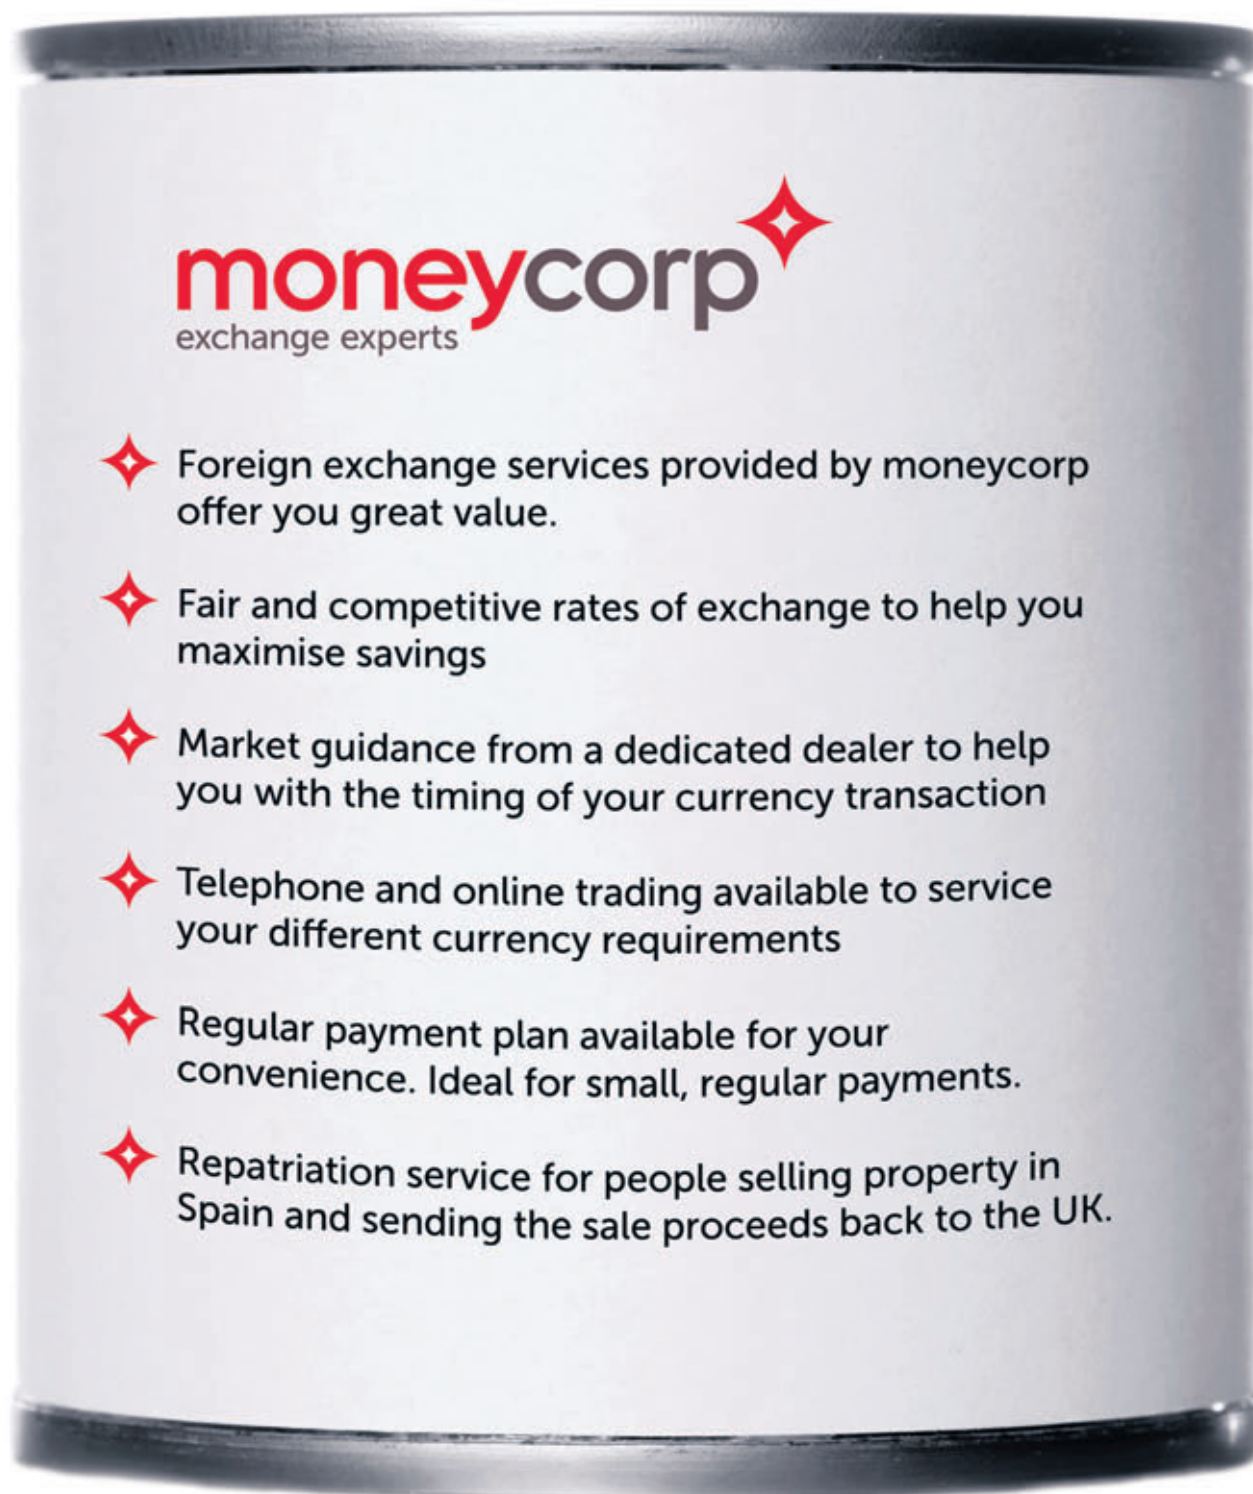 moneycorp
exchange experts
Foreign exchange services provided by moneycorp
offer you great value.
Fair and competitive rates of exchange to help you
maximise savings
Market guidance from a dedicated dealer to help
you with the timing of your currency transaction
Telephone and online trading available to service
your different currency requirements
Regular payment plan available for your
convenience. Ideal for small, regular payments.
Repatriation service for people selling property in
Spain and sending the sale proceeds back to the UK.